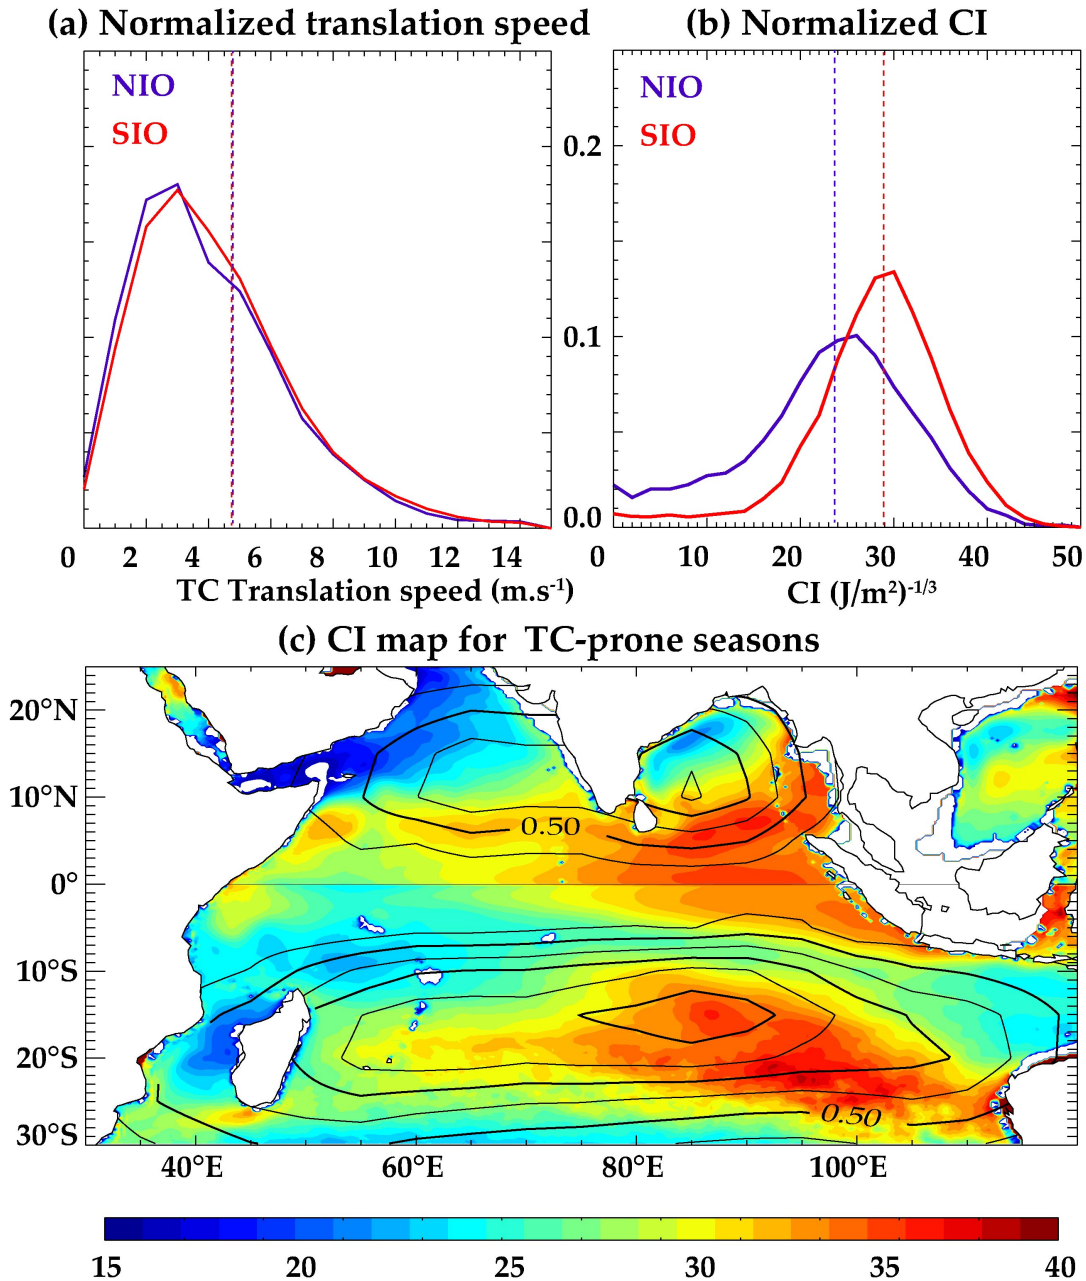 (a) Normalized translation speed
(b) Normalized CI
NIO
SIO
NIO
SIO
0.2
0.1
0.0
0 2 4 6 8 10 12 14
0 10 20 30 40 50
TC Translation speed (m.s-1)
CI (J/m2)-1/3
(c) CI map for TC-prone seasons
20°N
10°N
0°
10°S
20°S
30°S
0.50
0.50
40°E 60°E 80°E 100°E
15 20 25 30 35 40